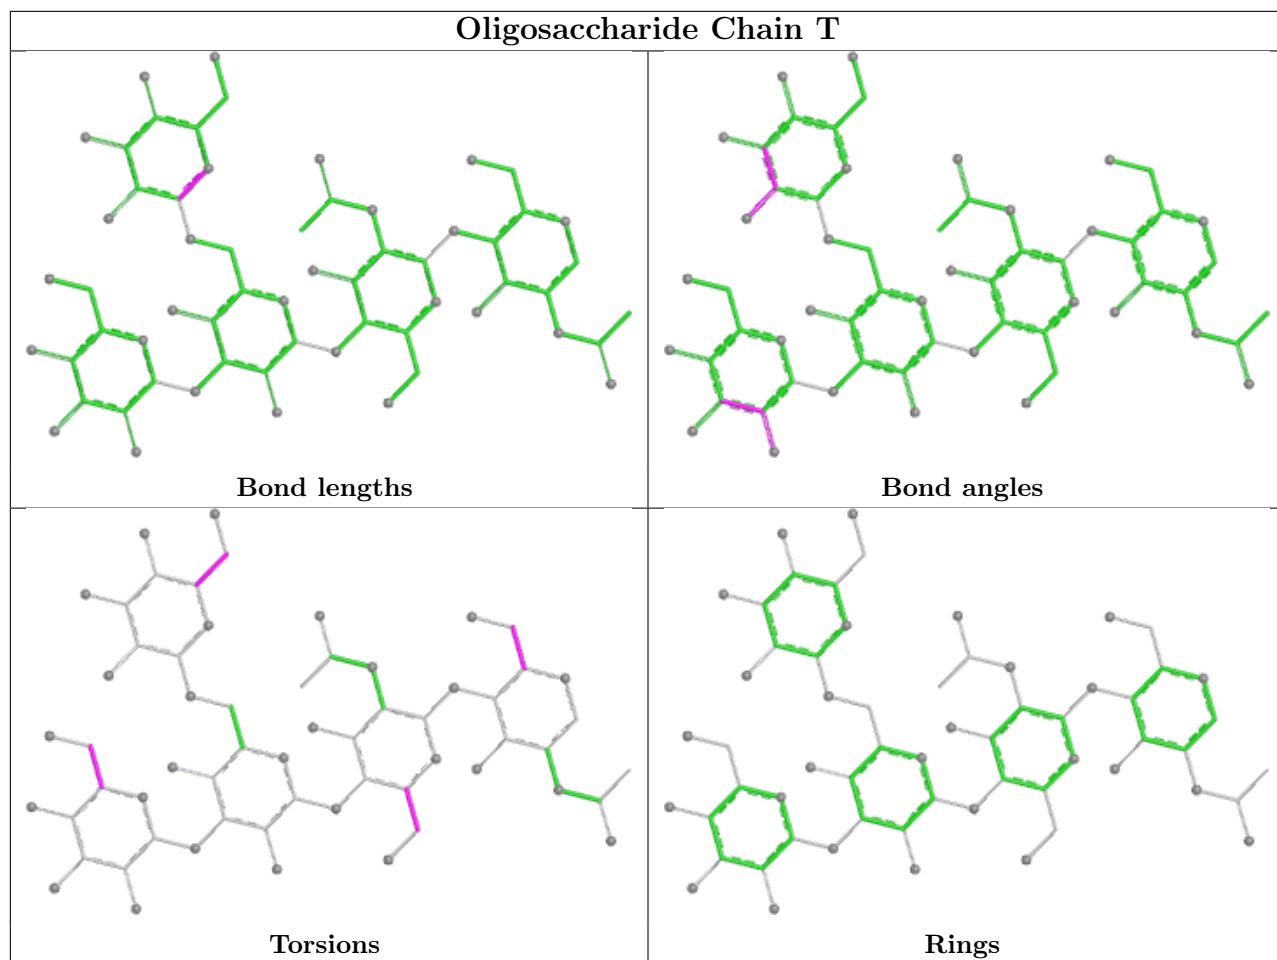 Oligosaccharide Chain T
Bond lengths
Bond angles
Torsions
Rings